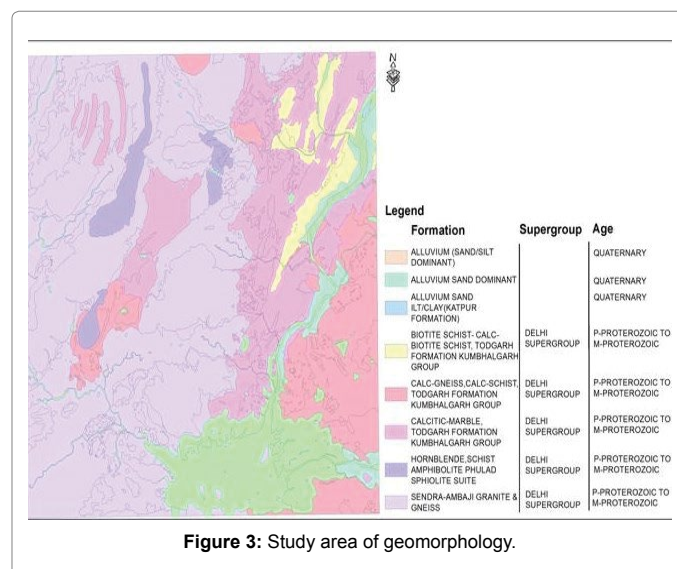 N
Legend
Formation Supergroup Age
ALLUVIUM (SAND/SILT DOMINANT) QUATERNARY
ALLUVIUM SAND DOMINANT QUATERNARY
ALLUVIUM SAND ILT/CLAY(KATPUR FORMATION) QUATERNARY
BIOTITE SCHIST- CALC-BIOTITE SCHIST, TODGARH FORMATION KUMBHALGARH GROUP DELHI SUPERGROUP P-PROTEROZOIC TO M-PROTEROZOIC
CALC-GNEISS,CALC-SCHIST, TODGARH FORMATION KUMBHALGARH GROUP DELHI SUPERGROUP P-PROTEROZOIC TO M-PROTEROZOIC
CALCITIC-MARBLE, TODGARH FORMATION KUMBHALGARH GROUP DELHI SUPERGROUP P-PROTEROZOIC TO M-PROTEROZOIC
HORNBLENDE,SCHIST AMPHIBOLITE PHULAD SPHIOLITE SUITE DELHI SUPERGROUP P-PROTEROZOIC TO M-PROTEROZOIC
SENDRA-AMBAJI GRANITE & GNEISS DELHI SUPERGROUP P-PROTEROZOIC TO M-PROTEROZOIC
Figure 3: Study area of geomorphology.